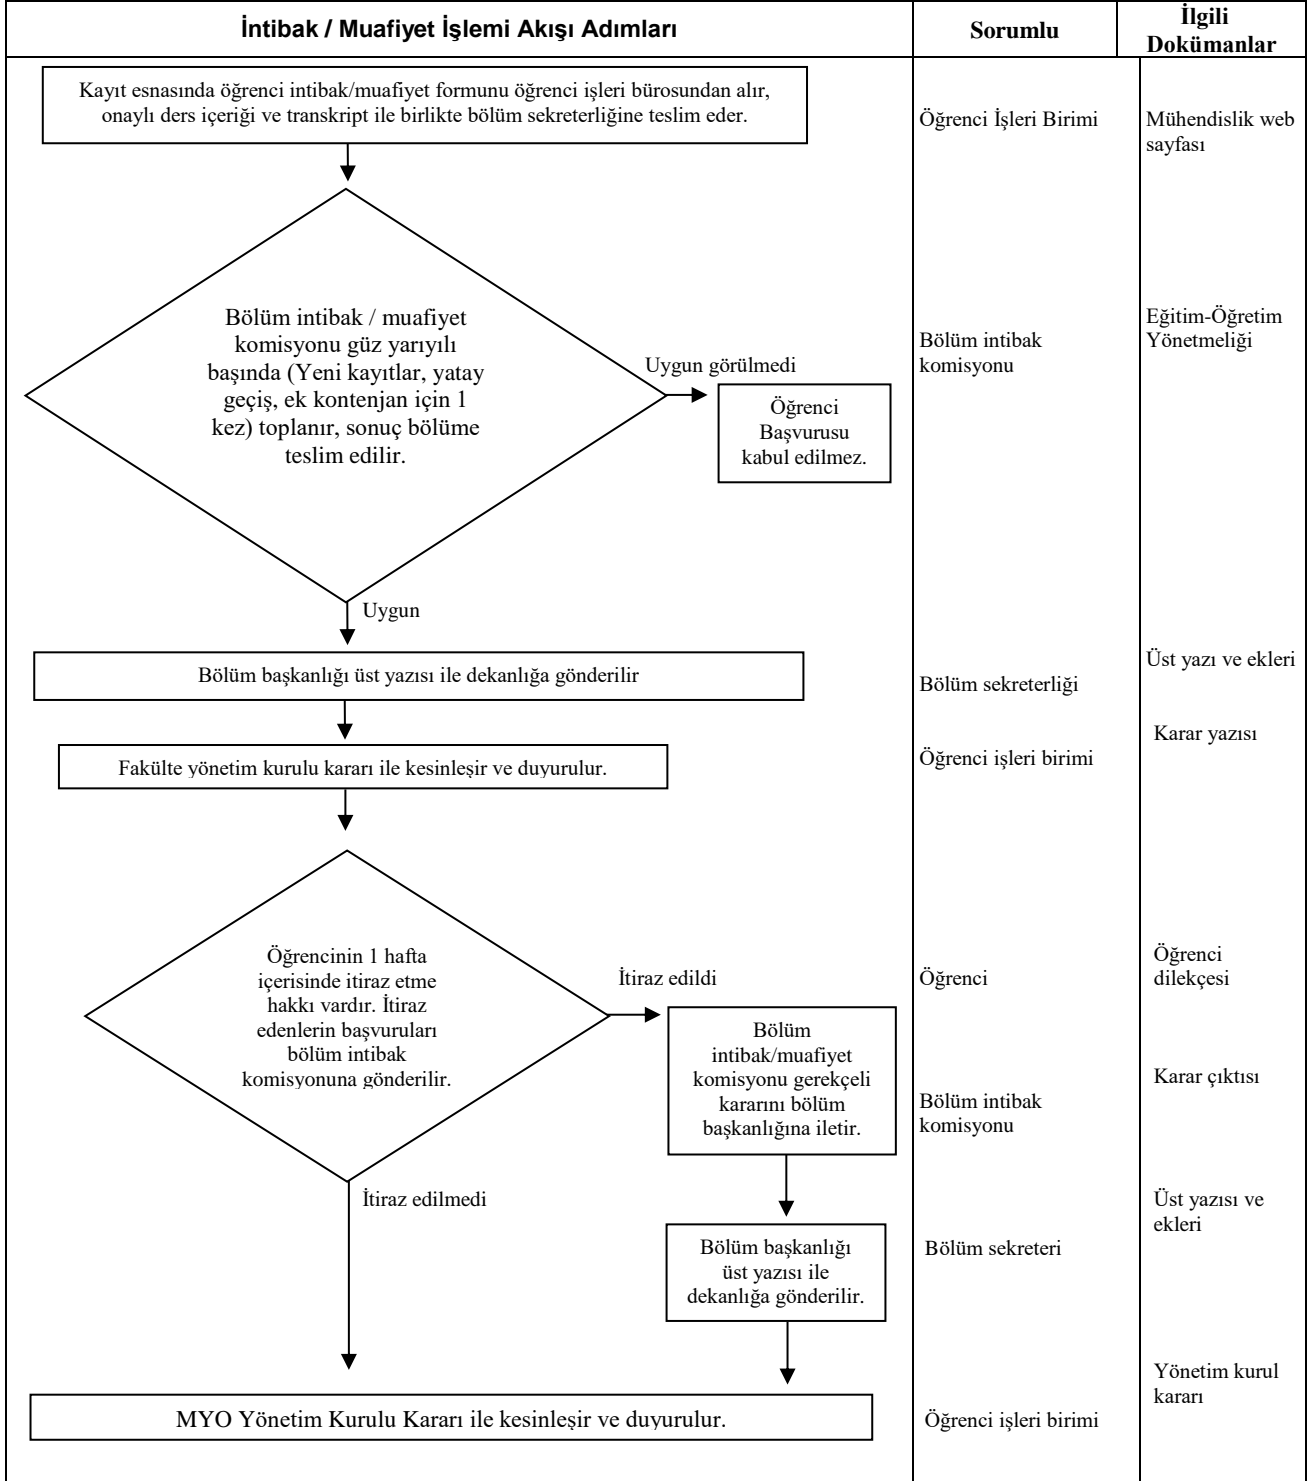 İntibak / Muafiyet İşlemi Akışı Adımları
Sorumlu
İlgili
Dokümanlar
Kayıt esnasında öğrenci intibak/muafiyet formunu öğrenci işleri bürosundan alır,
onaylı ders içeriği ve transkript ile birlikte bölüm sekreterliğine teslim eder.
Öğrenci İşleri Birimi
Mühendislik web
sayfası
Bölüm intibak / muafiyet
komisyonu güz yarıyılı
başında (Yeni kayıtlar, yatay
geçiş, ek kontenjan için 1
kez) toplanır, sonuç bölüme
teslim edilir.
Uygun görülmedi
Öğrenci
Başvurusu
kabul edilmez.
Bölüm intibak
komisyonu
Eğitim-Öğretim
Yönetmeliği
Uygun
Bölüm başkanlığı üst yazısı ile dekanlığa gönderilir
Bölüm sekreterliği
Üst yazı ve ekleri
Fakülte yönetim kurulu kararı ile kesinleşir ve duyurulur.
Öğrenci işleri birimi
Karar yazısı
Öğrencinin 1 hafta
içerisinde itiraz etme
hakkı vardır. İtiraz
edenlerin başvuruları
bölüm intibak
komisyonuna gönderilir.
İtiraz edildi
Öğrenci
Öğrenci
dilekçesi
Bölüm
intibak/muafiyet
komisyonu gerekçeli
kararını bölüm
başkanlığına iletir.
Bölüm intibak
komisyonu
Karar çıktısı
İtiraz edilmedi
Bölüm başkanlığı
üst yazısı ile
dekanlığa gönderilir.
Bölüm sekreteri
Üst yazısı ve
ekleri
MYO Yönetim Kurulu Kararı ile kesinleşir ve duyurulur.
Öğrenci işleri birimi
Yönetim kurul
kararı